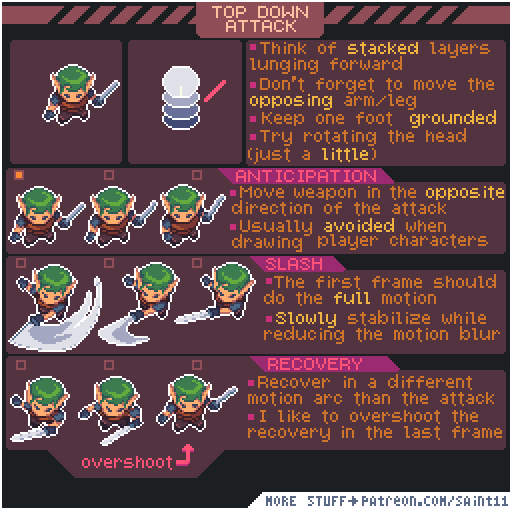 TOP DOWN
ATTACK
Think of stacked layers
lunging forward
Don't forget to move the
opposing arm/leg
Keep one foot grounded
Try rotating the head
(just a little)
ANTICIPATION
Move weapon in the opposite
direction of the attack
Usually avoided when
drawing player characters
SLASH
The first frame should
do the full motion
Slowly stabilize while
reducing the motion blur
RECOVERY
Recover in a different
motion arc than the attack
I like to overshoot the
recovery in the last frame
overshoot
MORE STUFF→PATREON.COM/SAINT11